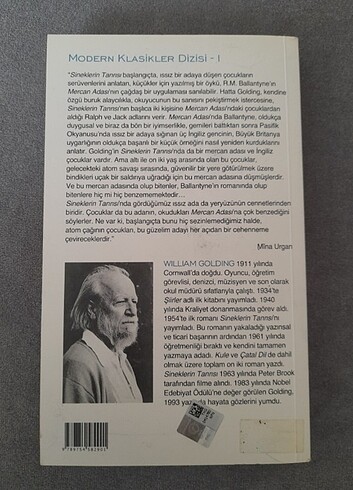 MODERN KLASİKLER DİZİSİ - I
"Sineklerin Tanrısı başlangıçta, ıssız bir adaya düşen çocukların
serüvenlerini anlatan, küçükler için yazılmış bir öykü, R.M. Ballantyne'ın
Mercan Adası'nın çağdaş bir uygulaması sanılabilir. Hatta Golding, kendine
özgü buruk alaycılıkla, okuyucunun bu sanısını pekiştirmek istercesine,
Sineklerin Tanrısı'nın başlıca iki kişisine Mercan Adası'ndaki çocuklardan
aldığı Ralph ve Jack adlarını verir. Mercan Adası'nda Ballantyne, oldukça
duygusal ve biraz da bön bir iyimserlikle, gemileri battıktan sonra Pasifik
Okyanusu'nda ıssız bir adaya sığınan üç İngiliz gencinin, Büyük Britanya
uygarlığının oldukça başarılı bir küçük örneğini nasıl yeniden kurduklarını
anlatır. Golding'in Sineklerin Tanrısı'nda da bir mercan adası ve İngiliz
çocuklar vardır. Ama altı ile on iki yaş arasında olan bu çocuklar,
gelecekteki atom savaşı sırasında, güvenilir bir yere götürülmek üzere
bindikleri uçak bir saldırıya uğradığı için bu mercan adasına düşmüşlerdir.
Ve bu mercan adasında olup bitenler, Ballantyne'ın romanında olup
bitenlere hiç mi hiç benzememektedir...
Sineklerin Tanrısı'nda gördüğümüz ıssız ada da yeryüzünün cennetlerinden
biridir. Çocuklar da bu adanın, okudukları Mercan Adası'na çok benzediğini
söylerler. Ne var ki, başlangıçta bunu hiç sezinlemediğimiz halde,
atom çağının çocukları, bu güzelim adayı her açıdan bir cehenneme
çevireceklerdir."
Mîna Urgan
WILLIAM GOLDING 1911 yılında
Cornwall'da doğdu. Oyuncu, öğretim
görevlisi, denizci, müzisyen ve son olarak
okul müdürü sıfatlarıyla çalıştı. 1934'te
Şiirler adlı ilk kitabını yayımladı. 1940
yılında Kraliyet donanmasında görev aldı.
1954'te ilk romanı Sineklerin Tanrısı'nı
yayımladı. Bu romanın yakaladığı yazınsal
ve ticari başarının ardından 1961 yılında
öğretmenliği bıraktı ve kendini tamamen
yazmaya adadı. Kule ve Çatal Dil de dahil
olmak üzere toplam on iki roman yazdı.
Sineklerin Tanrısı 1963 yılında Peter Brook
tarafından filme alındı. 1983 yılında Nobel
Edebiyat Ödülü'ne değer görülen Golding,
1993 yazında hayata gözlerini yumdu.
9789754582901